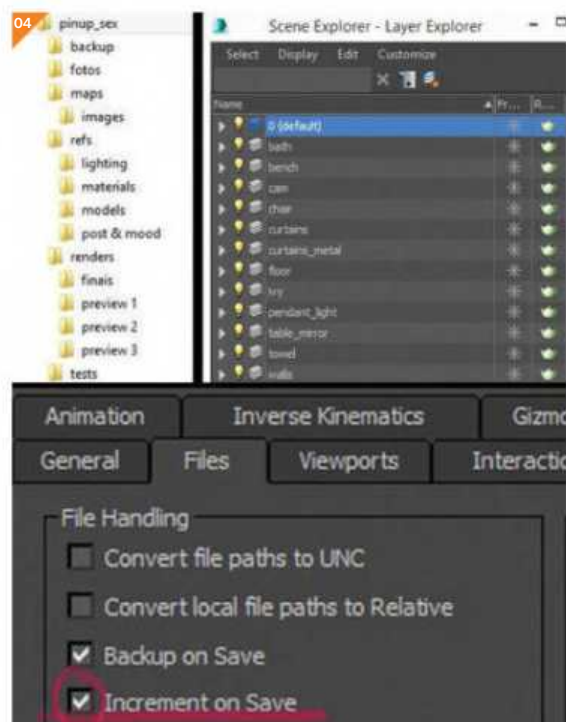 04
pinup_sex
backup
fotos
maps
images
refs
lighting
materials
models
post & mood
renders
finais
preview 1
preview 2
preview 3
tests
Scene Explorer - Layer Explorer
Select Display Edit Customize
Name Fr... R...
0 (default)
bath
bench
cam
chair
curtains
curtains_metal
floor
ivy
pendant_light
table_mirror
towel
walls
Animation Inverse Kinematics Gizmo
General Files Viewports Interactio
File Handling
Convert file paths to UNC
Convert local file paths to Relative
Backup on Save
Increment on Save